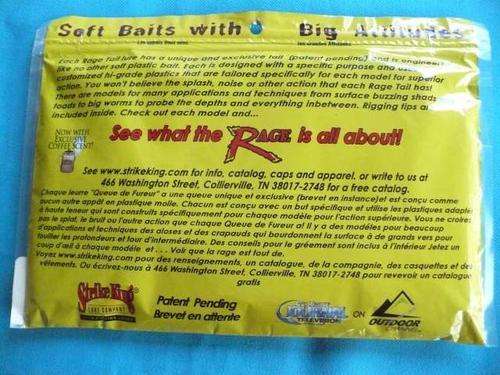 Soft Baits with Big Attitudes
Each Rage Tail lure has a unique and exclusive tail (patent pending) and is engineered
like no other soft plastic bait. Each is designed with a specific purpose and uses
customized hi-grade plastics that are tailored specifically for each model for superior
action. You won't believe the splash, noise or other action that each Rage Tail has!
There are models for many applications and techniques from surface buzzing shads,
toads to big worms to probe the depths and everything inbetween. Rigging tips are
included inside. Check out each model and...
NOW WITH
EXCLUSIVE
COFFEE SCENT!
See what the RAGE is all about!
See www.strikeking.com for info, catalog, caps and apparel, or write to us at
466 Washington Street, Collierville, TN 38017-2748 for a free catalog.
Chaque leurre "Queue de Fureur" a une queue unique et exclusive (brevet en instance)et est conçu comme
aucun autre appât en plastique molle. Chacun est conçu avec un but spécifique et utilise les plastiques adaptés
à haute teneur qui sont construits spécifiquement pour chaque modèle pour l'action supérieure. Vous ne croirez
pas le splat, le bruit ou l'autre action que chaque Queue de Fureur a! Il y a des modèles pour beaucoup
d'applications et techniques des aloses et des crapauds qui bourdonnant la surface à de grands vers pour
fouiller les profondeurs et tout d'intermédiaire. Des conseils pour le gréement sont inclus à l'intérieur. Jetez un
coup d'œil à chaque modèle et ... Voir que la rage est tout de.
Voyez www.strikeking.com pour des renseignements, un catalogue, de la compagnie, des casquettes et des
vêtements. Ou écrivez-nous à 466 Washington Street, Collierville, TN 38017-2748 pour recevoir un catalogue
gratis
Strike King
LURE COMPANY
Patent Pending
Brevet en attente
TELEVISION
ON
OUTDOOR
CHANNEL